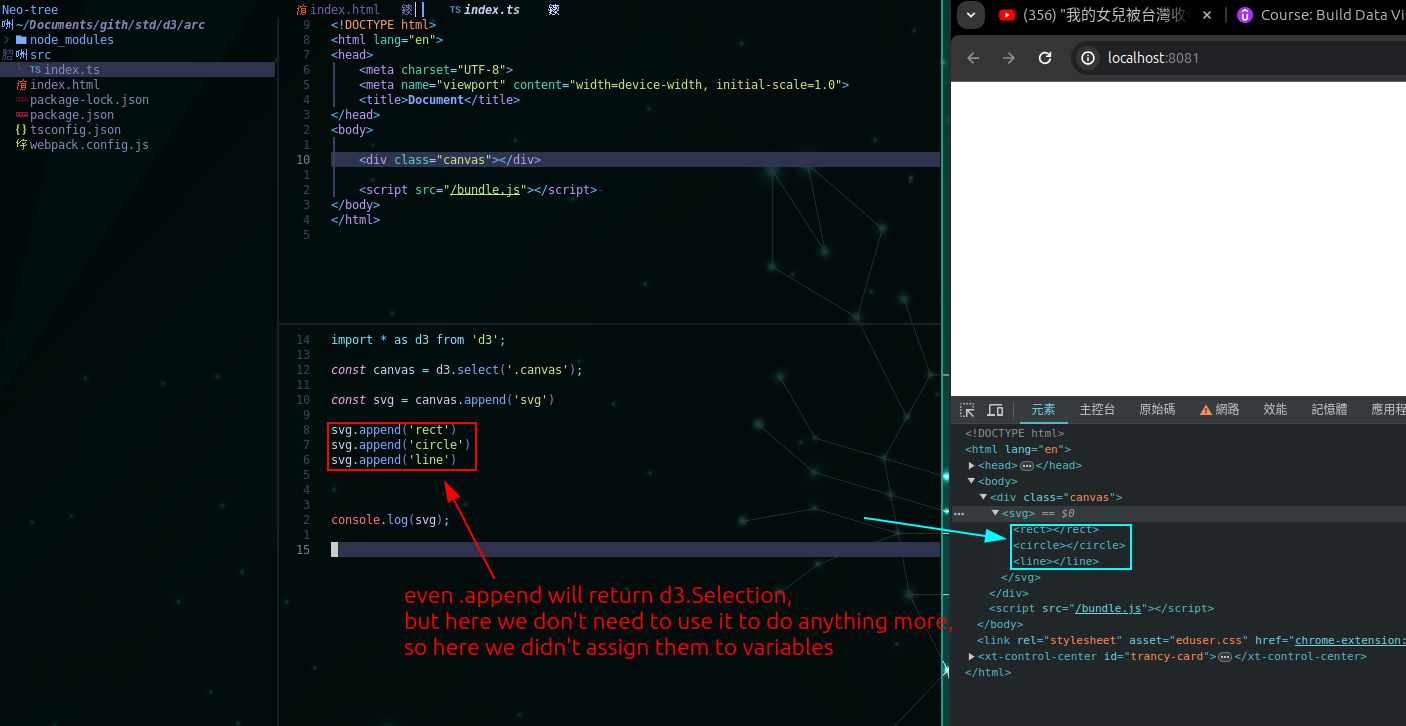 Neo-tree
~/Documents/gith/std/d3/arc
node_modules
src
TS index.ts
index.html
package-lock.json
package.json
{} tsconfig.json
webpack.config.js
index.html
TS index.ts
9 <!DOCTYPE html>
8 <html lang="en">
7 <head>
6 <meta charset="UTF-8">
5 <meta name="viewport" content="width=device-width, initial-scale=1.0">
4 <title>Document</title>
3 </head>
2 <body>
1
10 <div class="canvas"></div>
1
2 <script src="/bundle.js"></script>-
3 </body>
4 </html>
5
14 import * as d3 from 'd3';
13
12 const canvas = d3.select('.canvas');
11
10 const svg = canvas.append('svg')
9
8 svg.append('rect')
7 svg.append('circle')
6 svg.append('line')
5
4
3
2 console.log(svg);
1
15
even .append will return d3.Selection,
but here we don't need to use it to do anything more,
so here we didn't assign them to variables
(356) "我的女兒被台灣收
Course: Build Data Vi
localhost:8081
元素 主控台 原始碼 網路 效能 記憶體 應用程
<!DOCTYPE html>
<html lang="en">
<head>…</head>
<body>
<div class="canvas">
… <svg> == $0
<rect></rect>
<circle></circle>
<line></line>
</svg>
</div>
<script src="/bundle.js"></script>
</body>
<link rel="stylesheet" asset="eduser.css" href="chrome-extension:
<xt-control-center id="trancy-card">…</xt-control-center>
</html>